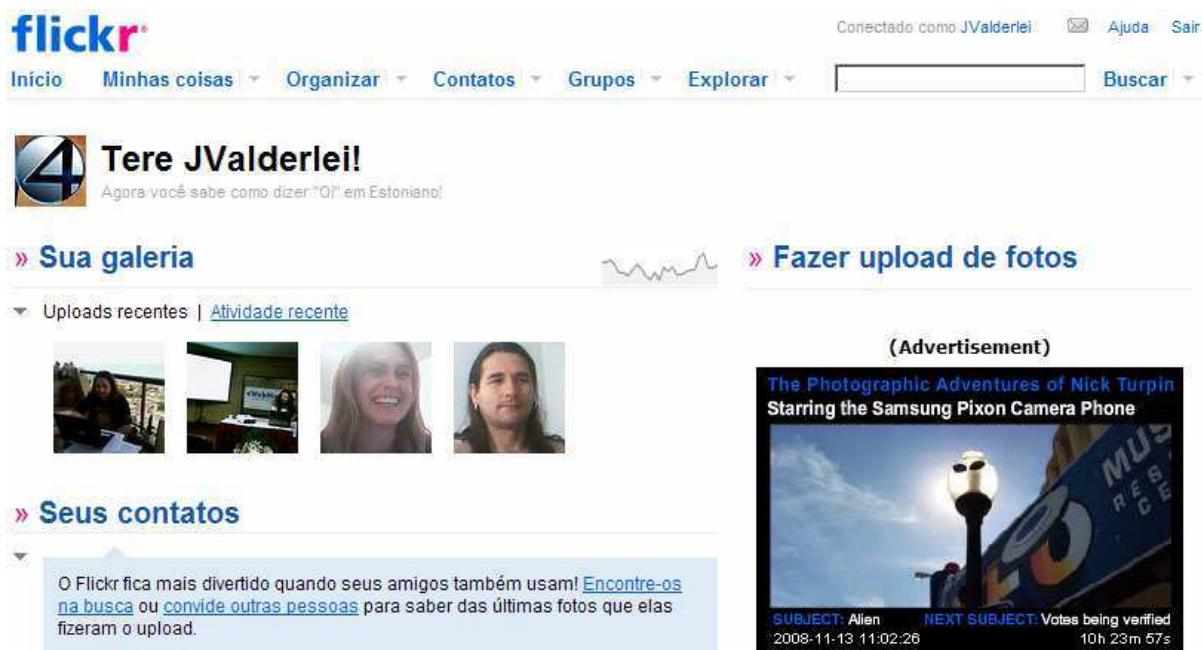 flickr
Conectado como JValderlei Ajuda Sair
Início Minhas coisas Organizar Contatos Grupos Explorar Buscar
4
Tere JValderlei!
Agora você sabe como dizer "Oi" em Estoniano!
» Sua galeria
Uploads recentes | Atividade recente
» Seus contatos
O Flickr fica mais divertido quando seus amigos também usam! Encontre-os
na busca ou convide outras pessoas para saber das últimas fotos que elas
fizeram o upload.
» Fazer upload de fotos
(Advertisement)
The Photographic Adventures of Nick Turpin
Starring the Samsung Pixon Camera Phone
MUS
RES
CE
SUBJECT: Alien NEXT SUBJECT: Votes being verified
2008-11-13 11:02:26 10h 23m 57s